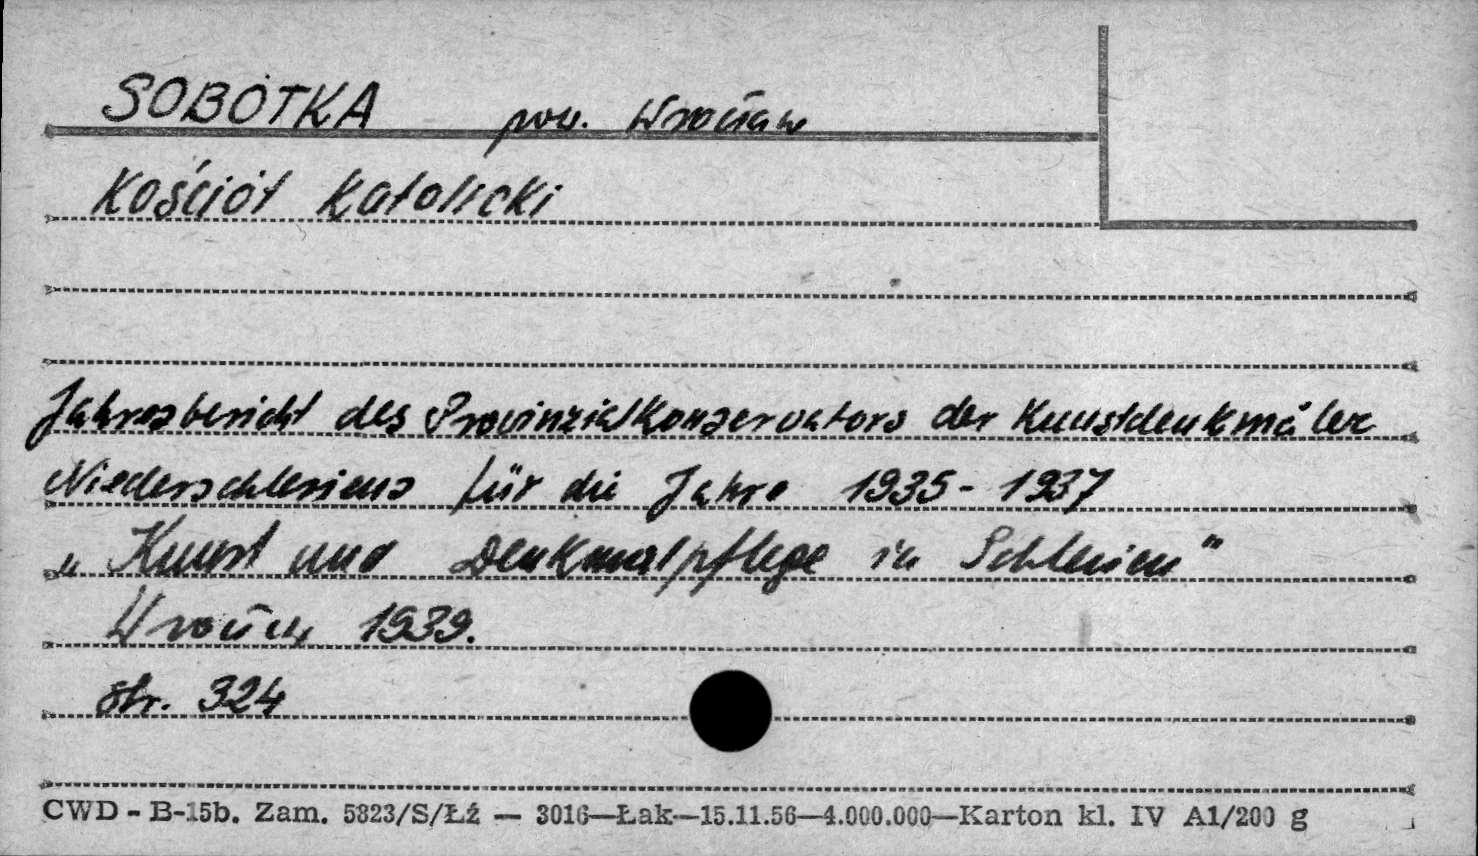 SOBÓTKA pow. Wrocław
Kościół Katolicki
Jahresbericht des Provinzialkonservators der Kunstdenkmäler
Niederschlesiens für die Jahre 1935-1937
„Kunst und Denkmalpflege in Schlesien"
Wrocław 1939.
str. 324
CWD - B-15b. Zam. 5323/S/Łź — 3016—Łak—15.11.56—4.000.000—Karton kl. IV A1/200 g